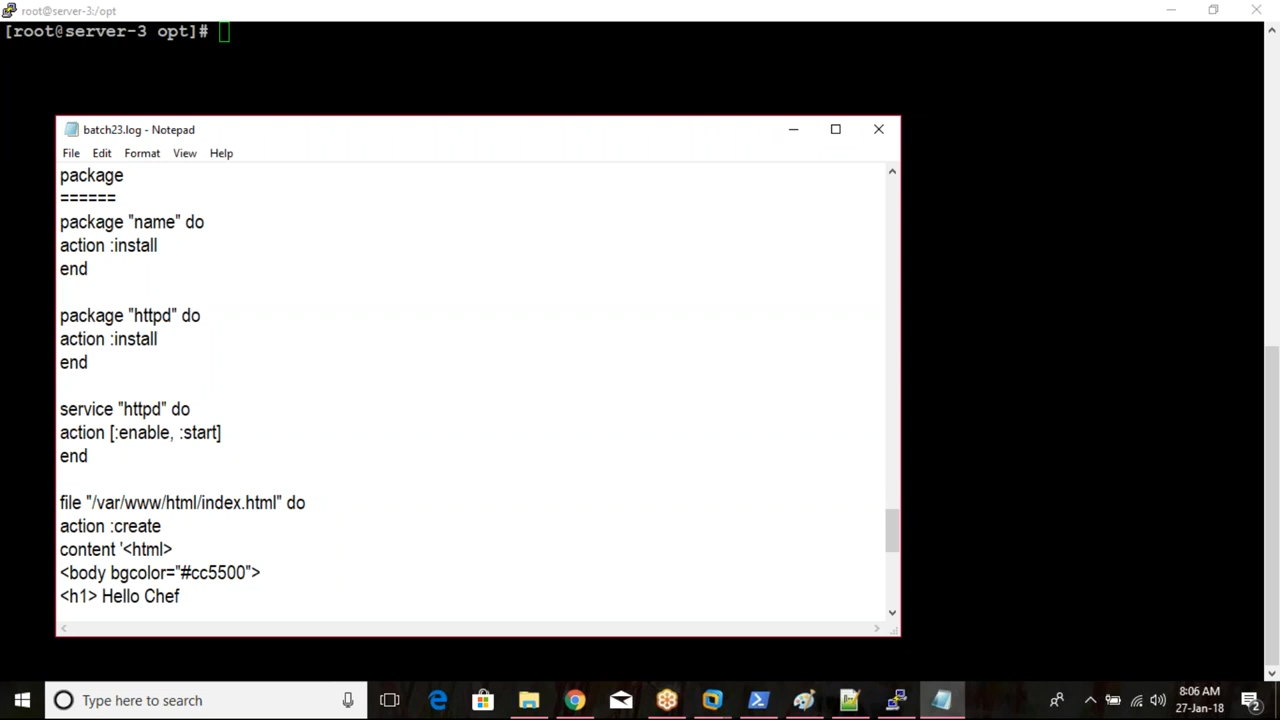 root@server-3:/opt
[root@server-3 opt]#
batch23.log - Notepad
File Edit Format View Help
package
======
package "name" do
action :install
end
package "httpd" do
action :install
end
service "httpd" do
action [:enable, :start]
end
file "/var/www/html/index.html" do
action :create
content '<html>
<body bgcolor="#cc5500">
<h1> Hello Chef
Type here to search
8:06 AM
27-Jan-18
2